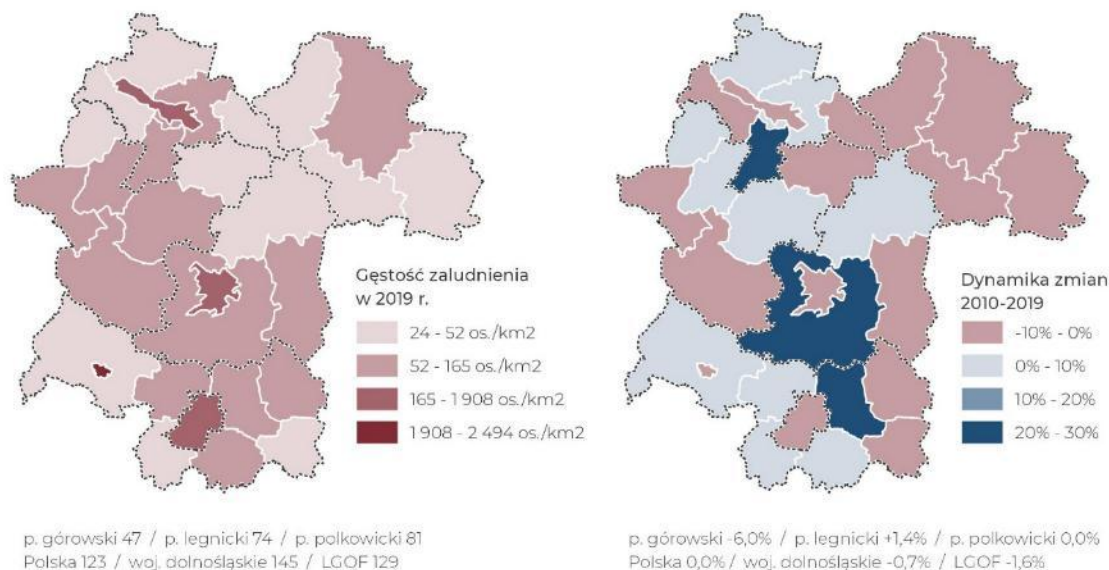 Gęstość zaludnienia
w 2019 r.
24 - 52 os./km2
52 - 165 os./km2
165 - 1 908 os./km2
1 908 - 2 494 os./km2
p. górowski 47 / p. legnicki 74 / p. polkowicki 81
Polska 123 / woj. dolnośląskie 145 / LGOF 129
Dynamika zmian
2010-2019
-10% - 0%
0% - 10%
10% - 20%
20% - 30%
p. górowski -6,0% / p. legnicki +1,4% / p. polkowicki 0,0%
Polska 0,0% / woj. dolnośląskie -0,7% / LGOF -1,6%